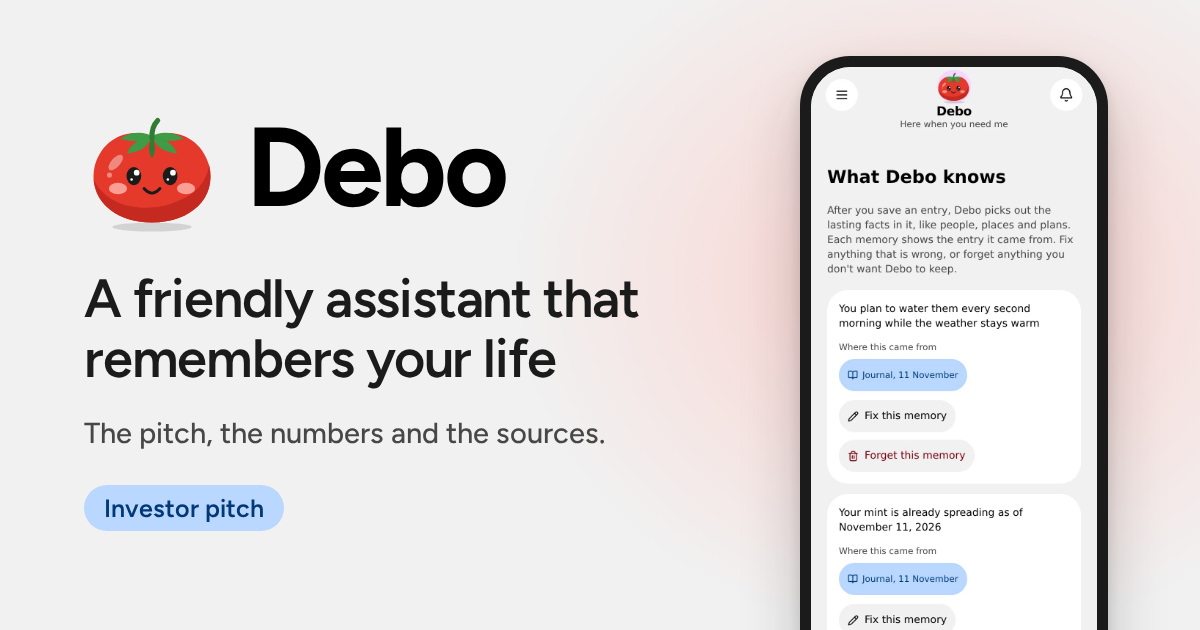 Debo
A friendly assistant that
remembers your life
The pitch, the numbers and the sources.
Investor pitch
Debo
Here when you need me
What Debo knows
After you save an entry, Debo picks out the
lasting facts in it, like people, places and plans.
Each memory shows the entry it came from. Fix
anything that is wrong, or forget anything you
don't want Debo to keep.
You plan to water them every second
morning while the weather stays warm
Where this came from
Journal, 11 November
Fix this memory
Forget this memory
Your mint is already spreading as of
November 11, 2026
Where this came from
Journal, 11 November
Fix this memory